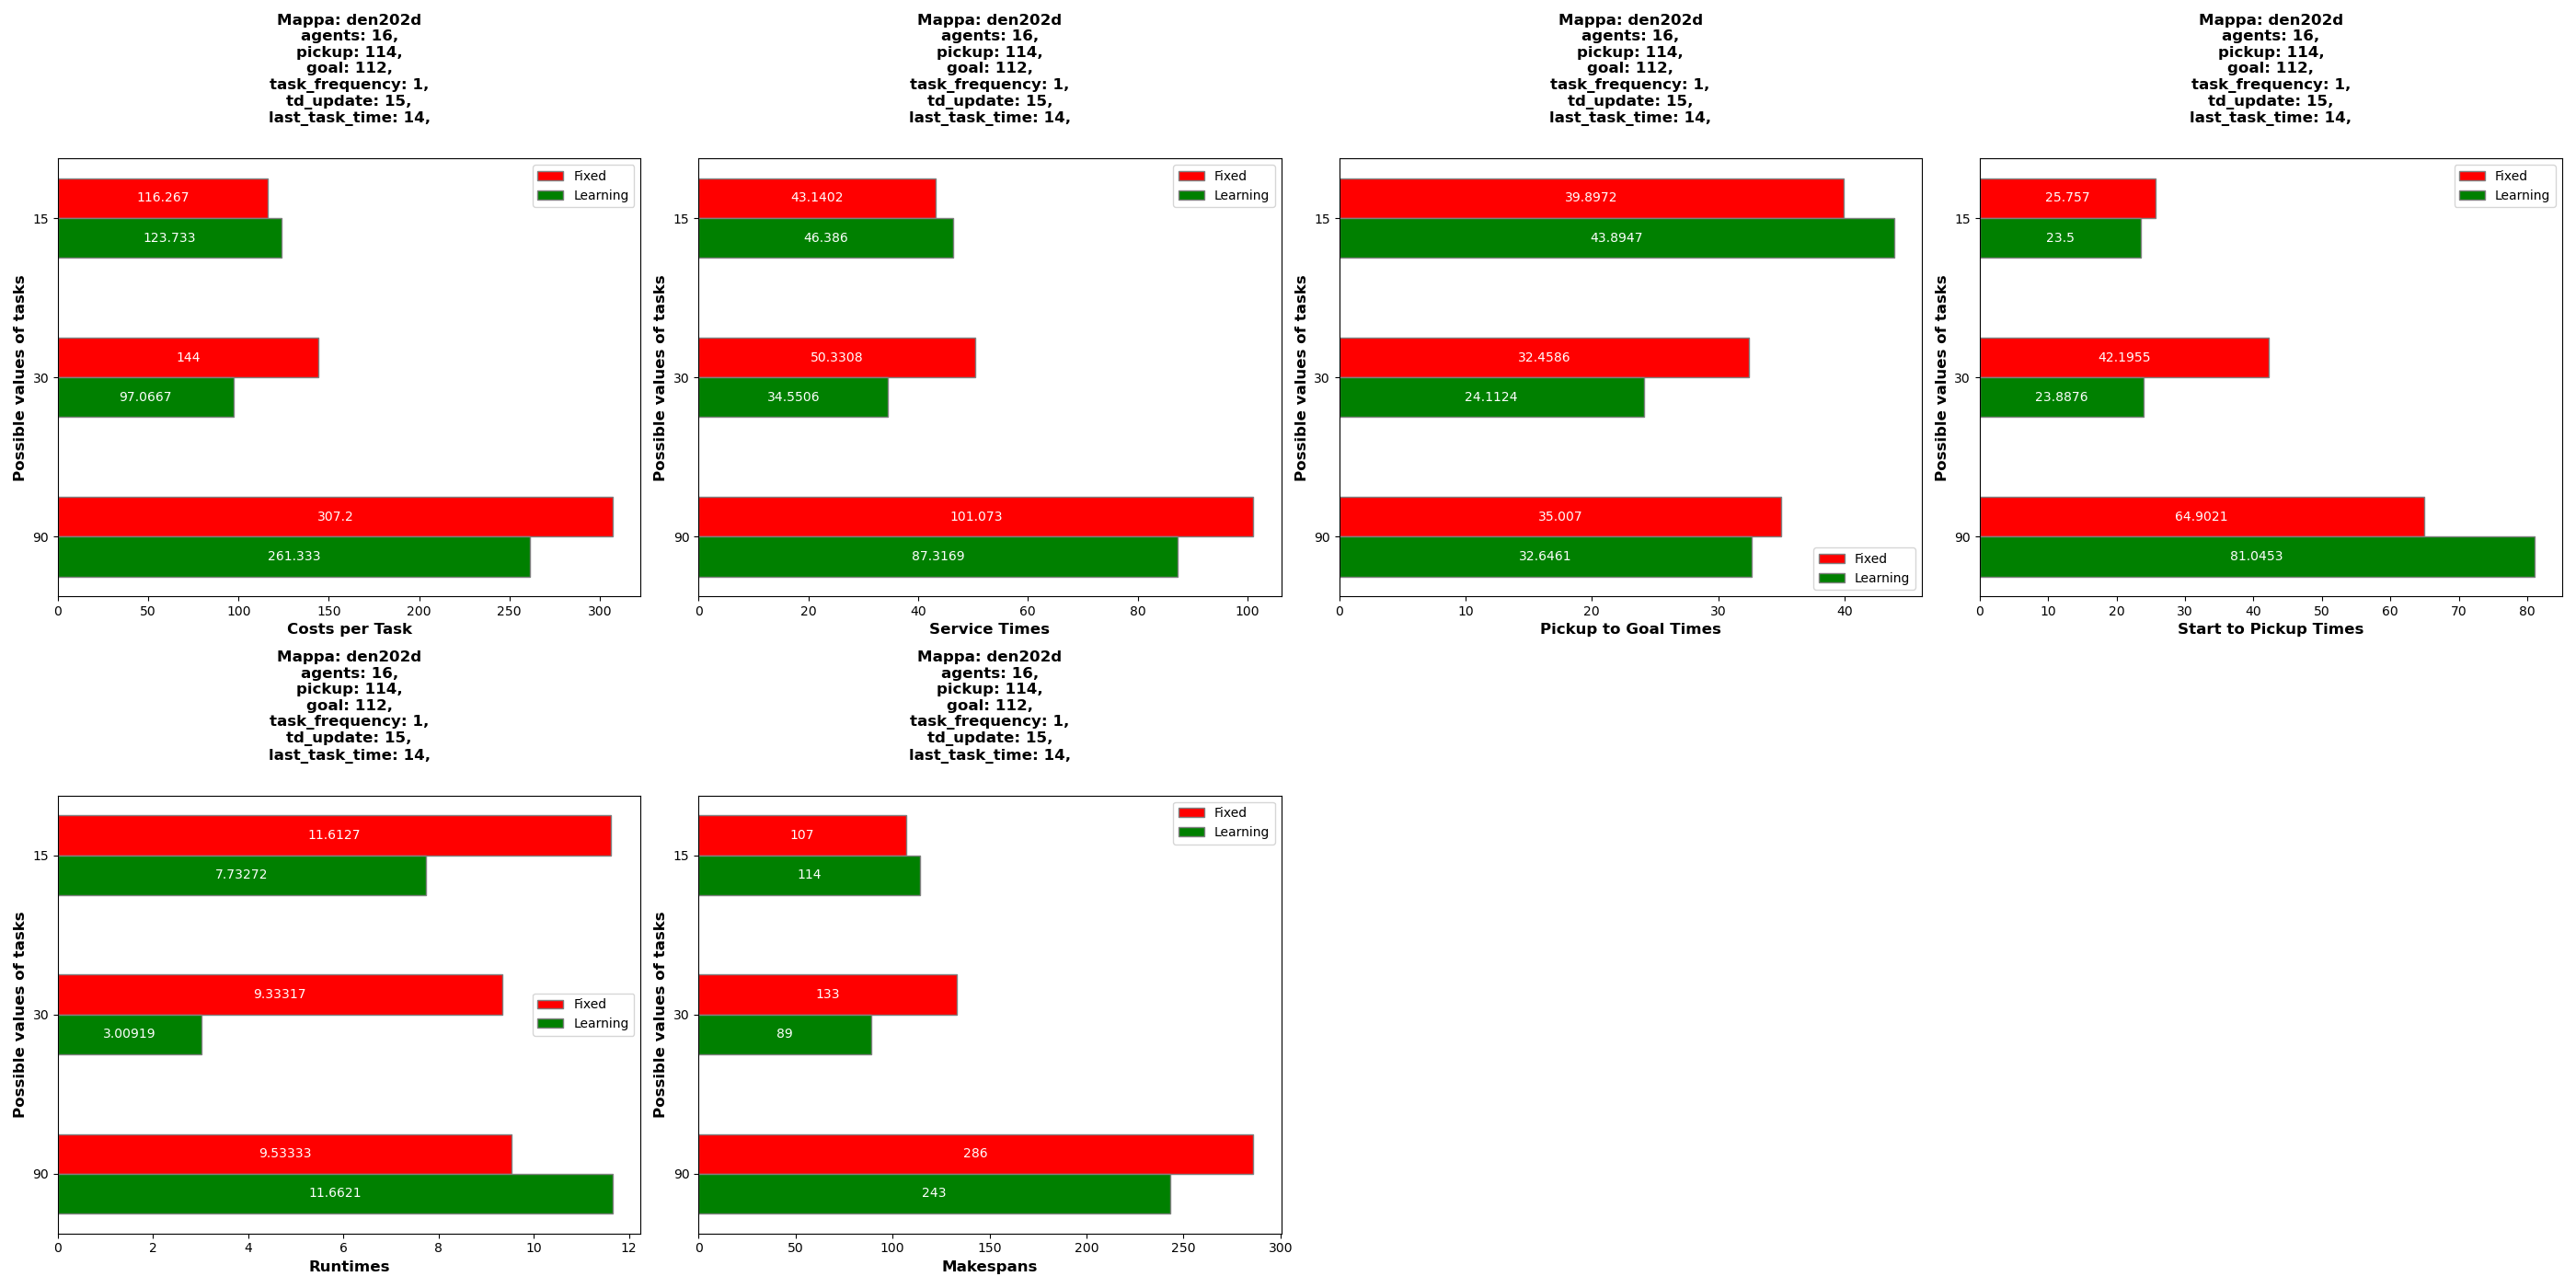 Mappa: den202d
agents: 16,
pickup: 114,
goal: 112,
task_frequency: 1,
td_update: 15,
last_task_time: 14,
Fixed
Learning
116.267
123.733
144
97.0667
307.2
261.333
15
30
90
Possible values of tasks
0 50 100 150 200 250 300
Costs per Task
Mappa: den202d
agents: 16,
pickup: 114,
goal: 112,
task_frequency: 1,
td_update: 15,
last_task_time: 14,
Fixed
Learning
43.1402
46.386
50.3308
34.5506
101.073
87.3169
15
30
90
Possible values of tasks
0 20 40 60 80 100
Service Times
Mappa: den202d
agents: 16,
pickup: 114,
goal: 112,
task_frequency: 1,
td_update: 15,
last_task_time: 14,
39.8972
43.8947
32.4586
24.1124
35.007
32.6461
Fixed
Learning
15
30
90
Possible values of tasks
0 10 20 30 40
Pickup to Goal Times
Mappa: den202d
agents: 16,
pickup: 114,
goal: 112,
task_frequency: 1,
td_update: 15,
last_task_time: 14,
Fixed
Learning
25.757
23.5
42.1955
23.8876
64.9021
81.0453
15
30
90
Possible values of tasks
0 10 20 30 40 50 60 70 80
Start to Pickup Times
Mappa: den202d
agents: 16,
pickup: 114,
goal: 112,
task_frequency: 1,
td_update: 15,
last_task_time: 14,
11.6127
7.73272
9.33317
3.00919
Fixed
Learning
9.53333
11.6621
15
30
90
Possible values of tasks
0 2 4 6 8 10 12
Runtimes
Mappa: den202d
agents: 16,
pickup: 114,
goal: 112,
task_frequency: 1,
td_update: 15,
last_task_time: 14,
Fixed
Learning
107
114
133
89
286
243
15
30
90
Possible values of tasks
0 50 100 150 200 250 300
Makespans